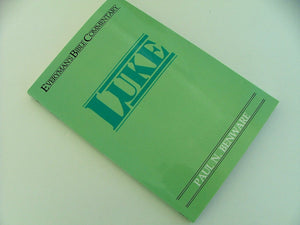 EVERYMAN'S BIBLE COMMENTARY
LUKE
PAUL N. BENWARE